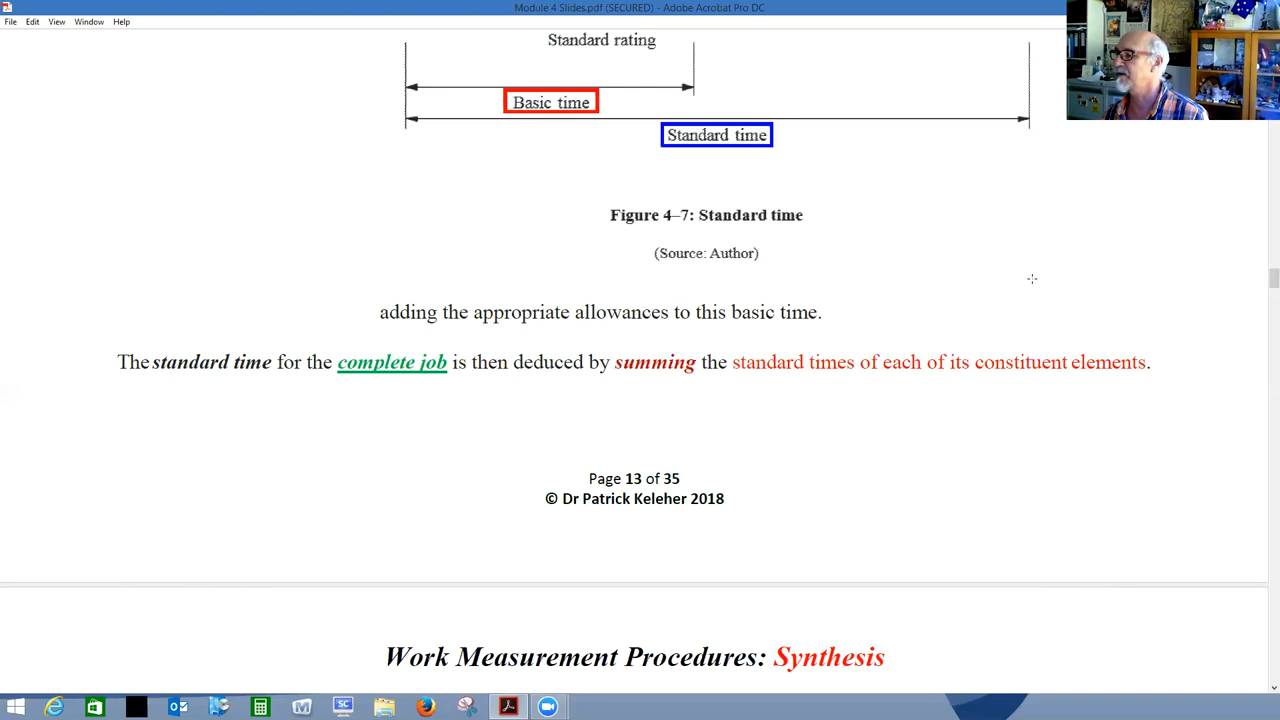 Module 4 Slides.pdf (SECURED) - Adobe Acrobat Pro DC
File Edit View Window Help
Standard rating
Basic time
Standard time
Figure 4–7: Standard time
(Source: Author)
adding the appropriate allowances to this basic time.
The standard time for the complete job is then deduced by summing the standard times of each of its constituent elements.
Page 13 of 35
© Dr Patrick Keleher 2018
Work Measurement Procedures: Synthesis